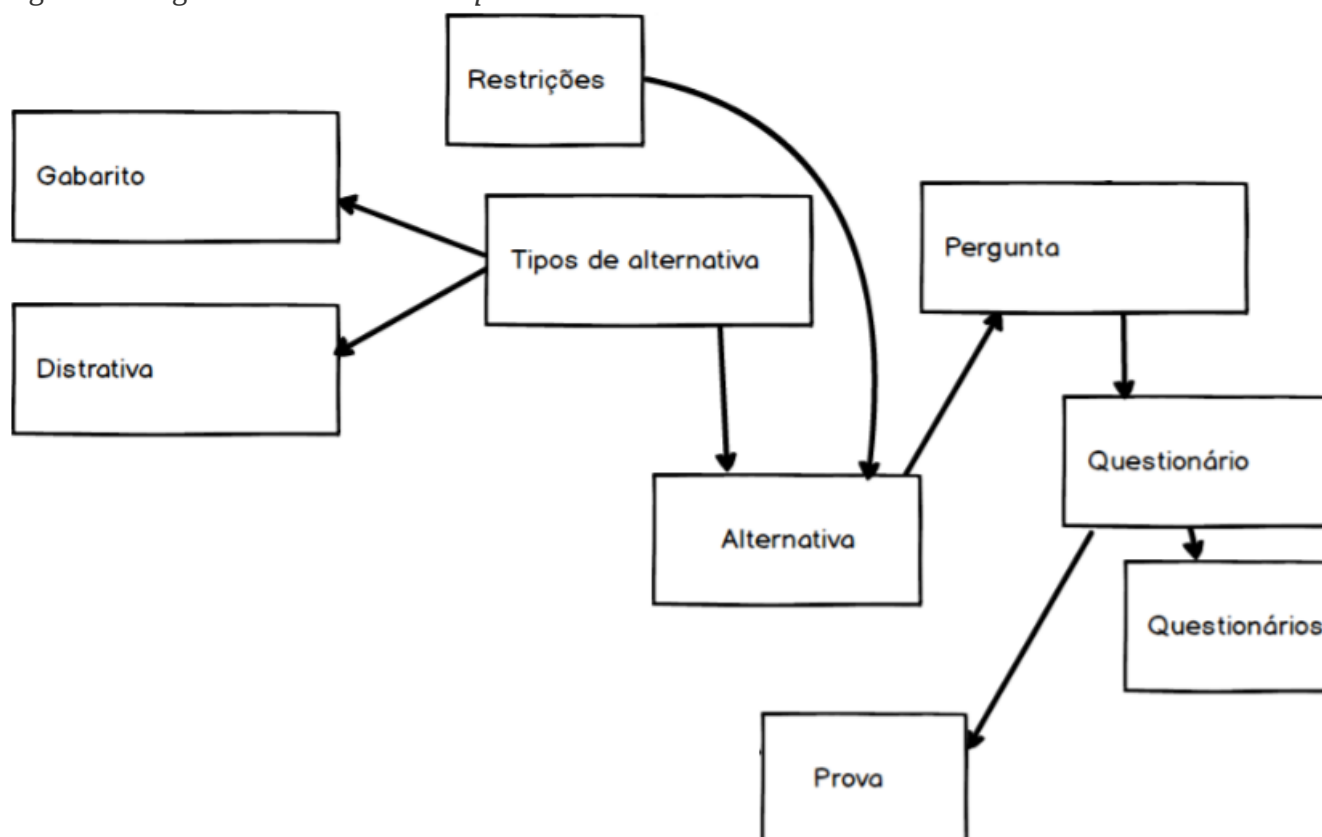 Restrições
Gabarito
Tipos de alternativa
Pergunta
Distrativa
Questionário
Alternativa
Questionários
Prova